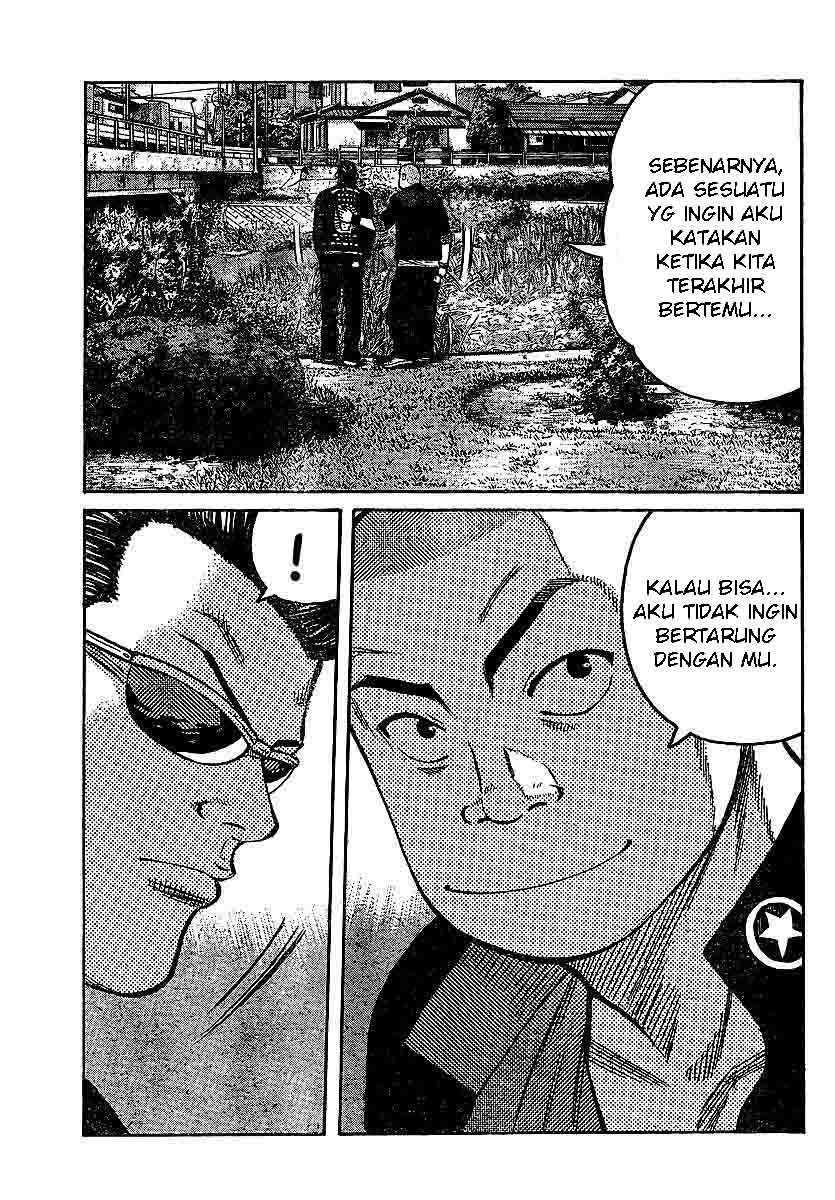 SEBENARNYA,
ADA SESUATU
YG INGIN AKU
KATAKAN
KETIKA KITA
TERAKHIR
BERTEMU...
!
KALAU BISA...
AKU TIDAK INGIN
BERTARUNG
DENGAN MU.